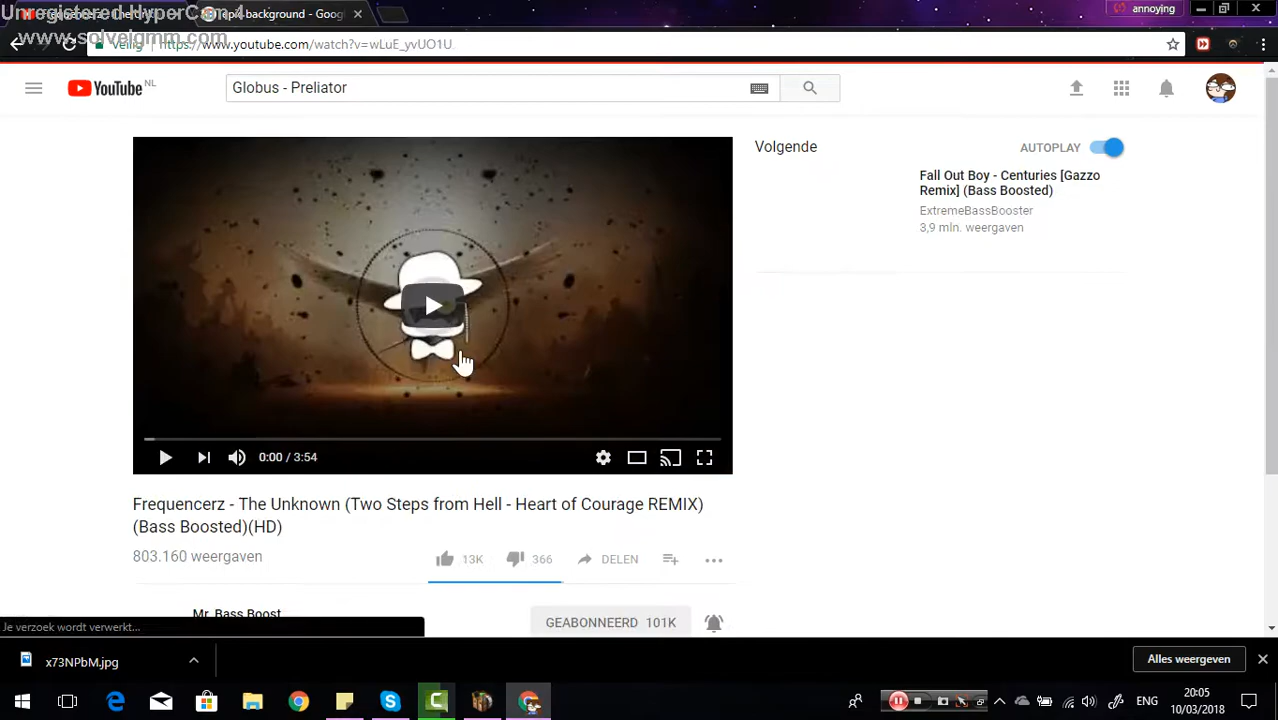 Unregistered HyperCam 4
www.solveigmm.com
background - Goog
annoying
Veilig
https://www.youtube.com/watch?v=wLuE_yvUO1U
YouTube NL
Globus - Preliator
Volgende
AUTOPLAY
Fall Out Boy - Centuries [Gazzo
Remix] (Bass Boosted)
ExtremeBassBooster
3,9 mln. weergaven
0:00 / 3:54
Frequencerz - The Unknown (Two Steps from Hell - Heart of Courage REMIX)
(Bass Boosted)(HD)
803.160 weergaven
13K
366
DELEN
Mr. Bass Boost
GEABONNEERD 101K
Je verzoek wordt verwerkt...
x73NPbM.jpg
Alles weergeven
ENG
20:05
10/03/2018